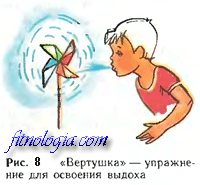 fitnologia.com
Рис. 8 «Вертушка» — упражне-
ние для освоения выдоха